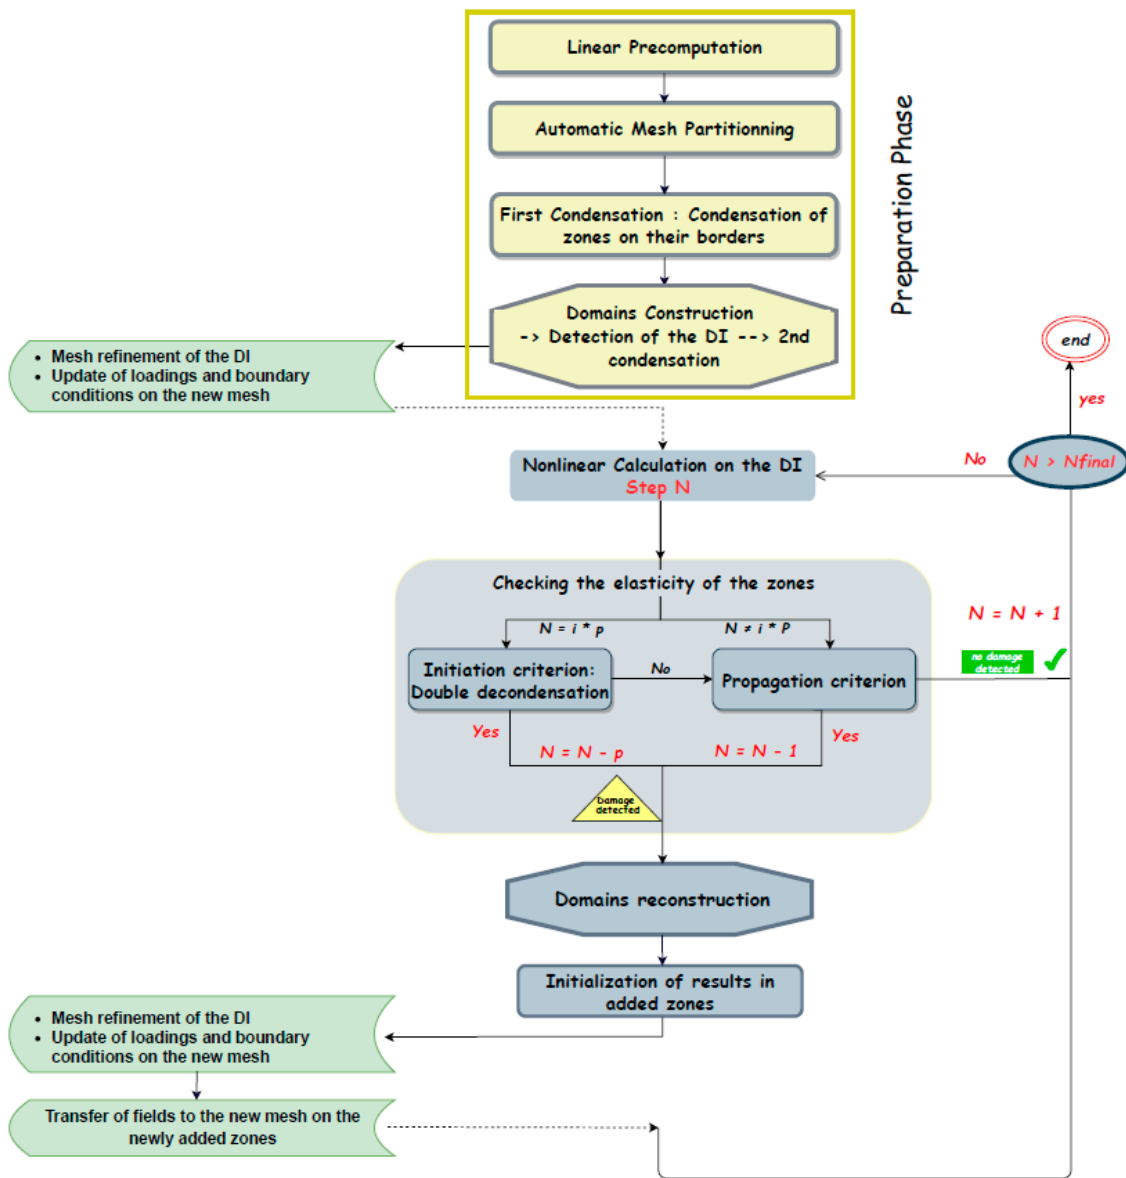 Linear Precomputation
Automatic Mesh Partitionning
First Condensation : Condensation of
zones on their borders
Domains Construction
-> Detection of the DI --> 2nd
condensation
Preparation Phase
• Mesh refinement of the DI
• Update of loadings and boundary
conditions on the new mesh
end
yes
N > Nfinal
No
Nonlinear Calculation on the DI
Step N
Checking the elasticity of the zones
N = i * p
N ≠ i * P
Initiation criterion:
Double decondensation
No
Propagation criterion
N = N + 1
no damage
detected
Yes
N = N - p
N = N - 1
Yes
Damage
detected
Domains reconstruction
Initialization of results in
added zones
• Mesh refinement of the DI
• Update of loadings and boundary
conditions on the new mesh
Transfer of fields to the new mesh on the
newly added zones